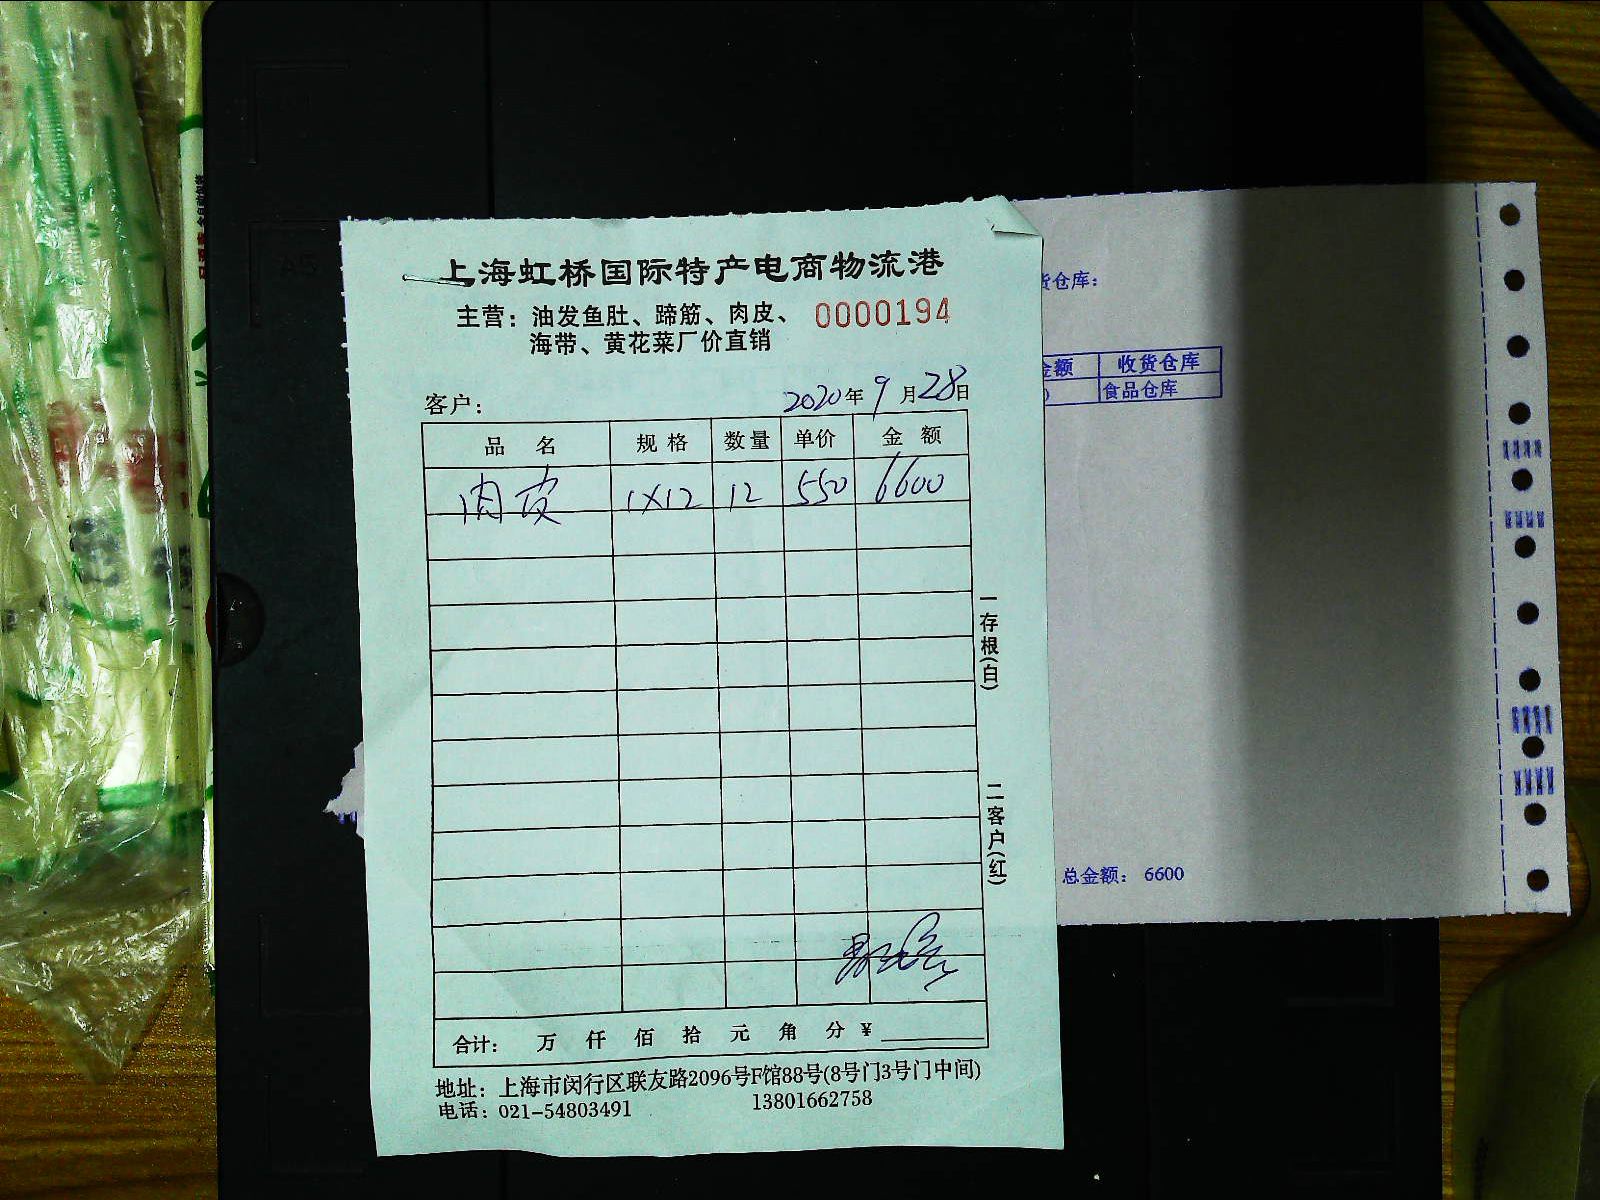 上海虹桥国际特产电商物流港
主营：油发鱼肚、蹄筋、肉皮、 0000194
海带、黄花菜厂价直销
客户： 2020年 9月28日
品 名 规 格 数量 单价 金 额
肉皮 1X12 12 550 6600
一存根(白)
二客户(红)
合计： 万 仟 佰 拾 元 角 分 ¥
地址：上海市闵行区联友路2096号F馆88号(8号门3号门中间)
电话：021-54803491 13801662758
货仓库：
金额 收货仓库
) 食品仓库
总金额： 6600
A5